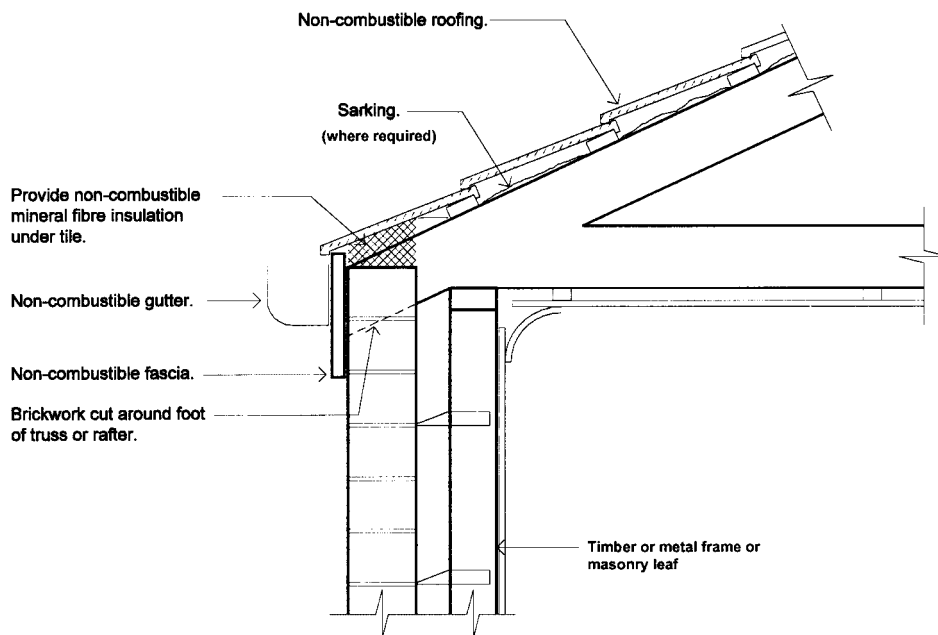 Non-combustible roofing.
Sarking.
(where required)
Provide non-combustible
mineral fibre insulation
under tile.
Non-combustible gutter.
Non-combustible fascia.
Brickwork cut around foot
of truss or rafter.
Timber or metal frame or
masonry leaf